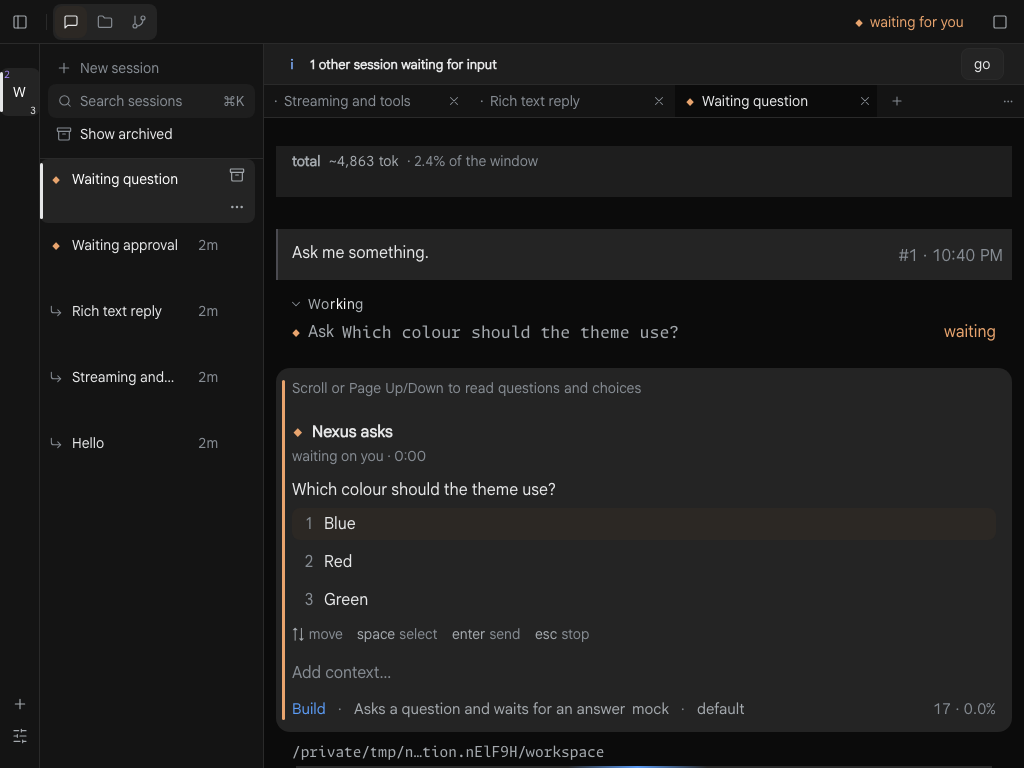 waiting for you
2
W
3
New session
Search sessions ⌘K
Show archived
Waiting question
Waiting approval 2m
Rich text reply 2m
Streaming and... 2m
Hello 2m
i 1 other session waiting for input go
· Streaming and tools
· Rich text reply
Waiting question
total ~4,863 tok · 2.4% of the window
Ask me something. #1 · 10:40 PM
Working
Ask Which colour should the theme use? waiting
Scroll or Page Up/Down to read questions and choices
Nexus asks
waiting on you · 0:00
Which colour should the theme use?
1 Blue
2 Red
3 Green
↑↓ move space select enter send esc stop
Add context...
Build · Asks a question and waits for an answer mock · default 17 · 0.0%
/private/tmp/n…tion.nElF9H/workspace